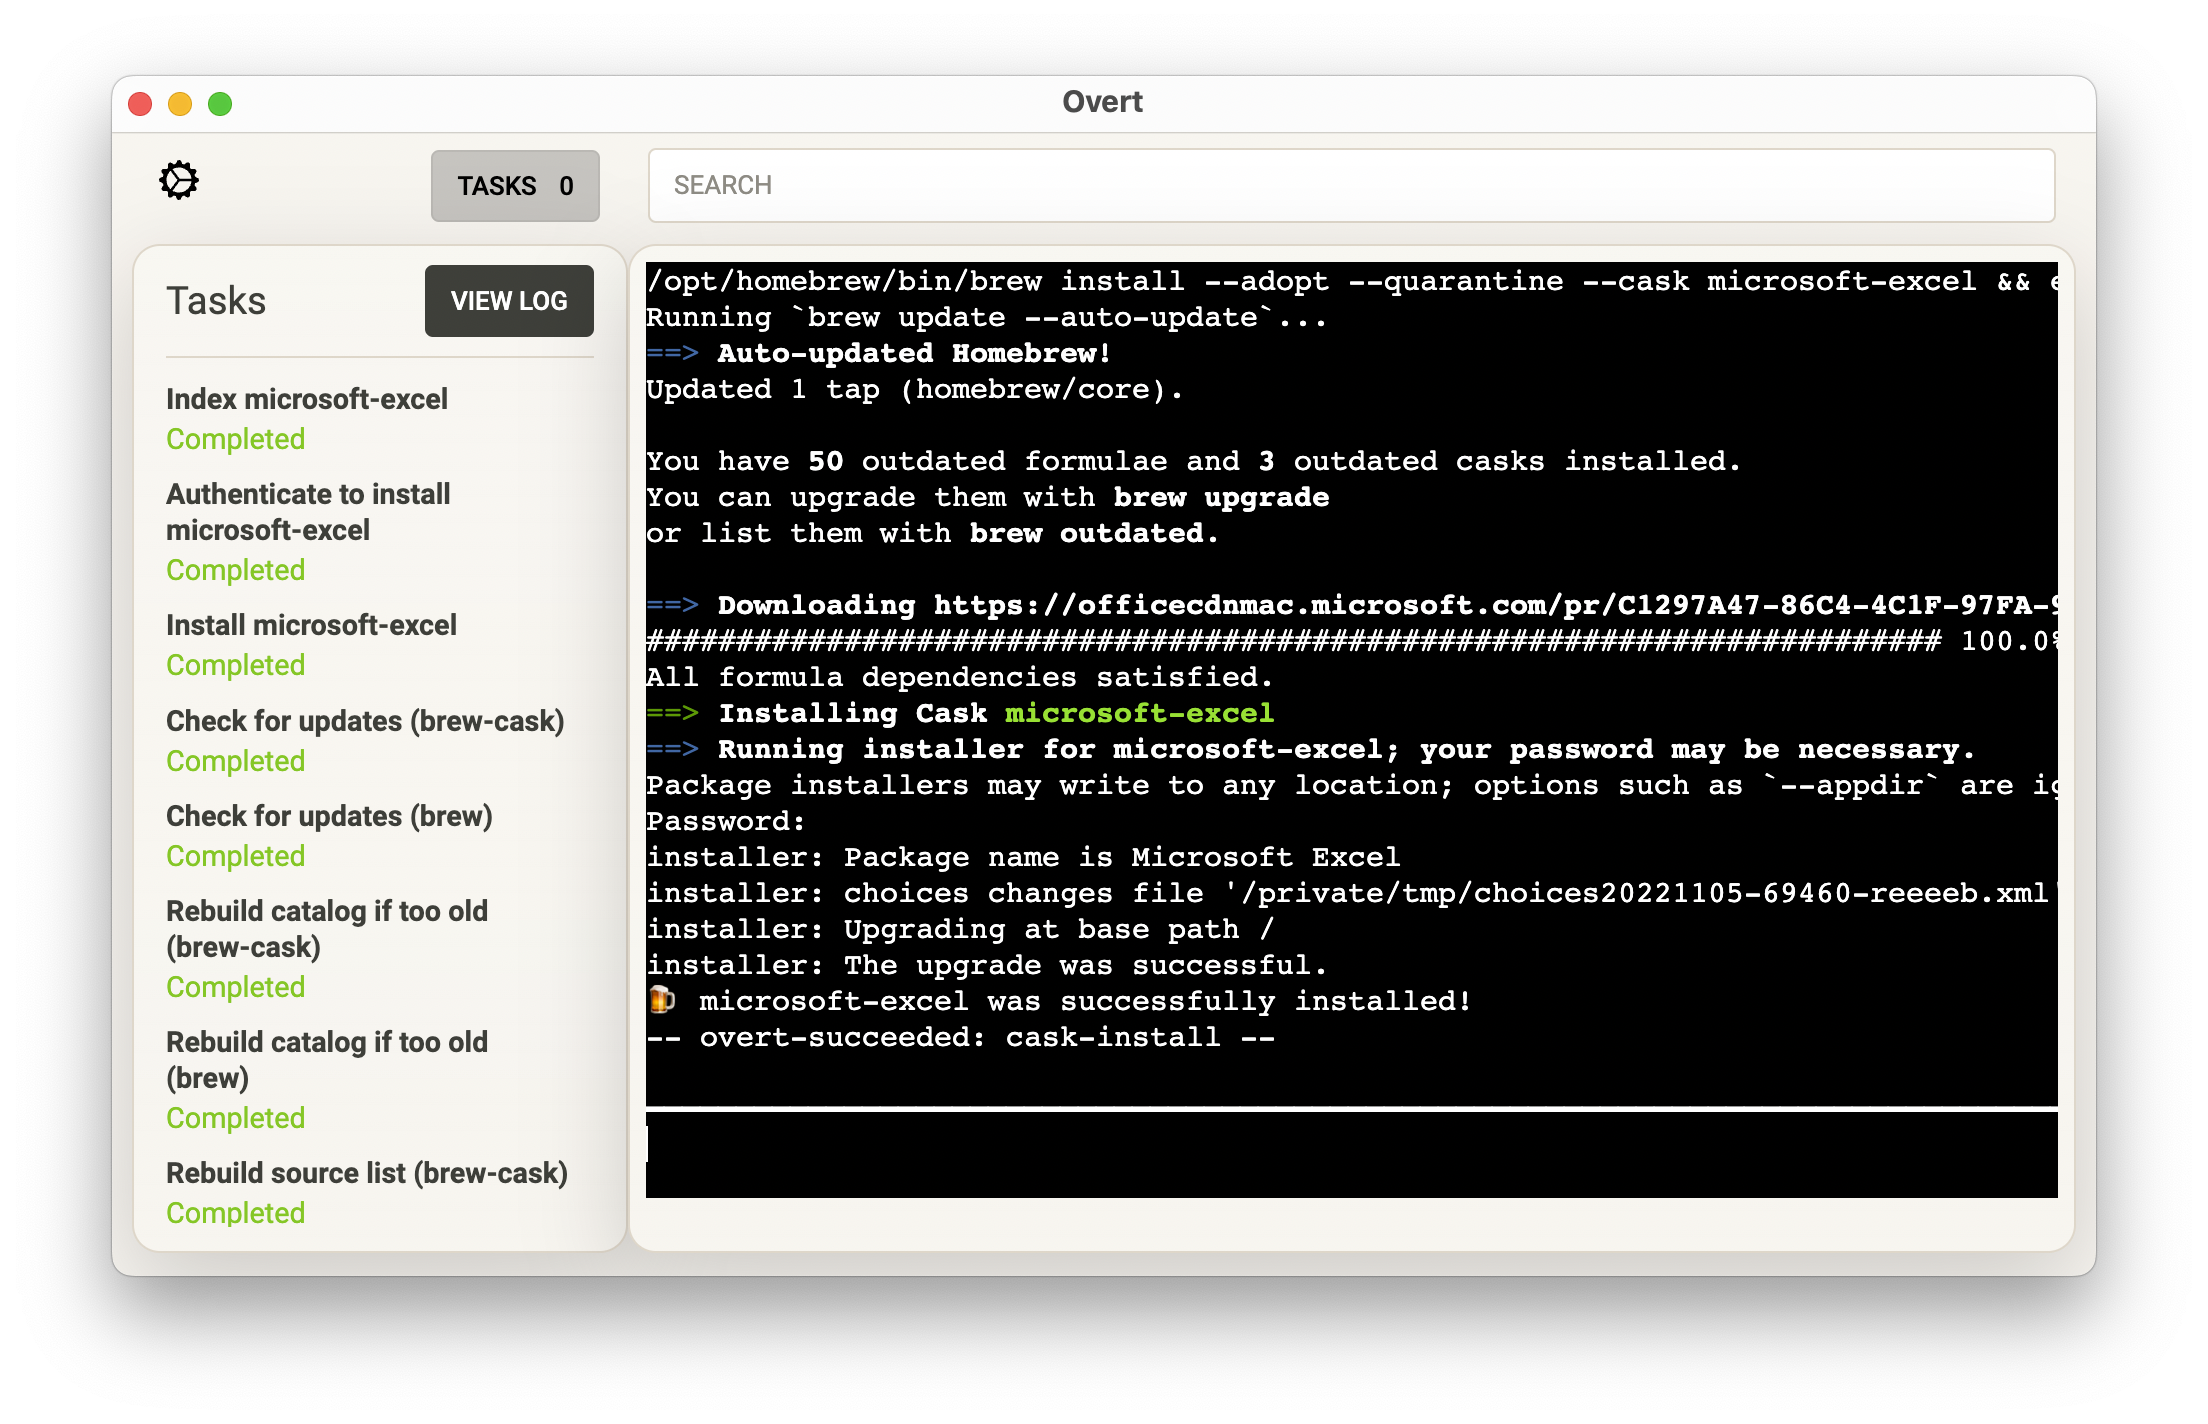 Overt
TASKS 0
SEARCH
Tasks
VIEW LOG
Index microsoft-excel
Completed
Authenticate to install
microsoft-excel
Completed
Install microsoft-excel
Completed
Check for updates (brew-cask)
Completed
Check for updates (brew)
Completed
Rebuild catalog if too old
(brew-cask)
Completed
Rebuild catalog if too old
(brew)
Completed
Rebuild source list (brew-cask)
Completed
/opt/homebrew/bin/brew install --adopt --quarantine --cask microsoft-excel &&
Running `brew update --auto-update`...
==> Auto-updated Homebrew!
Updated 1 tap (homebrew/core).
You have 50 outdated formulae and 3 outdated casks installed.
You can upgrade them with brew upgrade
or list them with brew outdated.
==> Downloading https://officecdnmac.microsoft.com/pr/C1297A47-86C4-4C1F-97FA-9
######################################################################## 100.0%
All formula dependencies satisfied.
==> Installing Cask microsoft-excel
==> Running installer for microsoft-excel; your password may be necessary.
Package installers may write to any location; options such as `--appdir` are ig
Password:
installer: Package name is Microsoft Excel
installer: choices changes file '/private/tmp/choices20221105-69460-reeeeb.xml'
installer: Upgrading at base path /
installer: The upgrade was successful.
🍺 microsoft-excel was successfully installed!
-- overt-succeeded: cask-install --